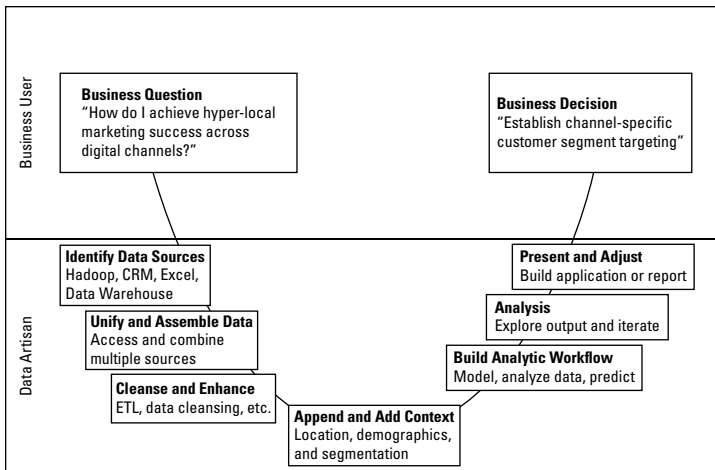 Business User
Business Question
“How do I achieve hyper-local
marketing success across
digital channels?”
Business Decision
“Establish channel-specific
customer segment targeting”
Data Artisan
Identify Data Sources
Hadoop, CRM, Excel,
Data Warehouse
Unify and Assemble Data
Access and combine
multiple sources
Cleanse and Enhance
ETL, data cleansing, etc.
Append and Add Context
Location, demographics,
and segmentation
Build Analytic Workflow
Model, analyze data, predict
Analysis
Explore output and iterate
Present and Adjust
Build application or report